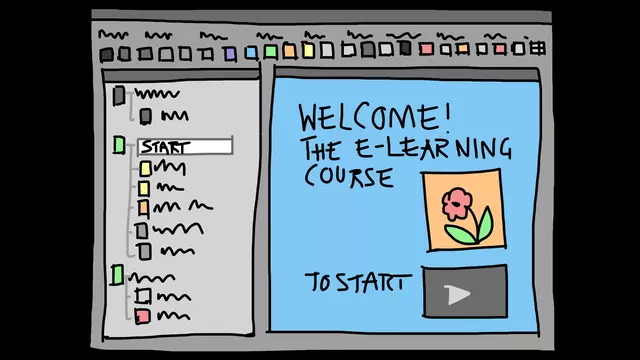 START
WELCOME!
THE E-LEARNING
COURSE
TO START